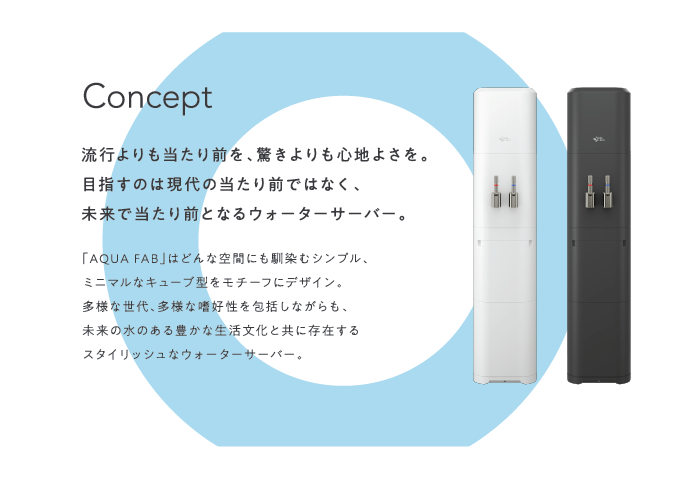 Concept
流行よりも当たり前を、驚きよりも心地よさを。
目指すのは現代の当たり前ではなく、
未来で当たり前となるウォーターサーバー。
「AQUA FAB」はどんな空間にも馴染むシンプル、
ミニマルなキューブ型をモチーフにデザイン。
多様な世代、多様な嗜好性を包括しながらも、
未来の水のある豊かな生活文化と共に存在する
スタイリッシュなウォーターサーバー。